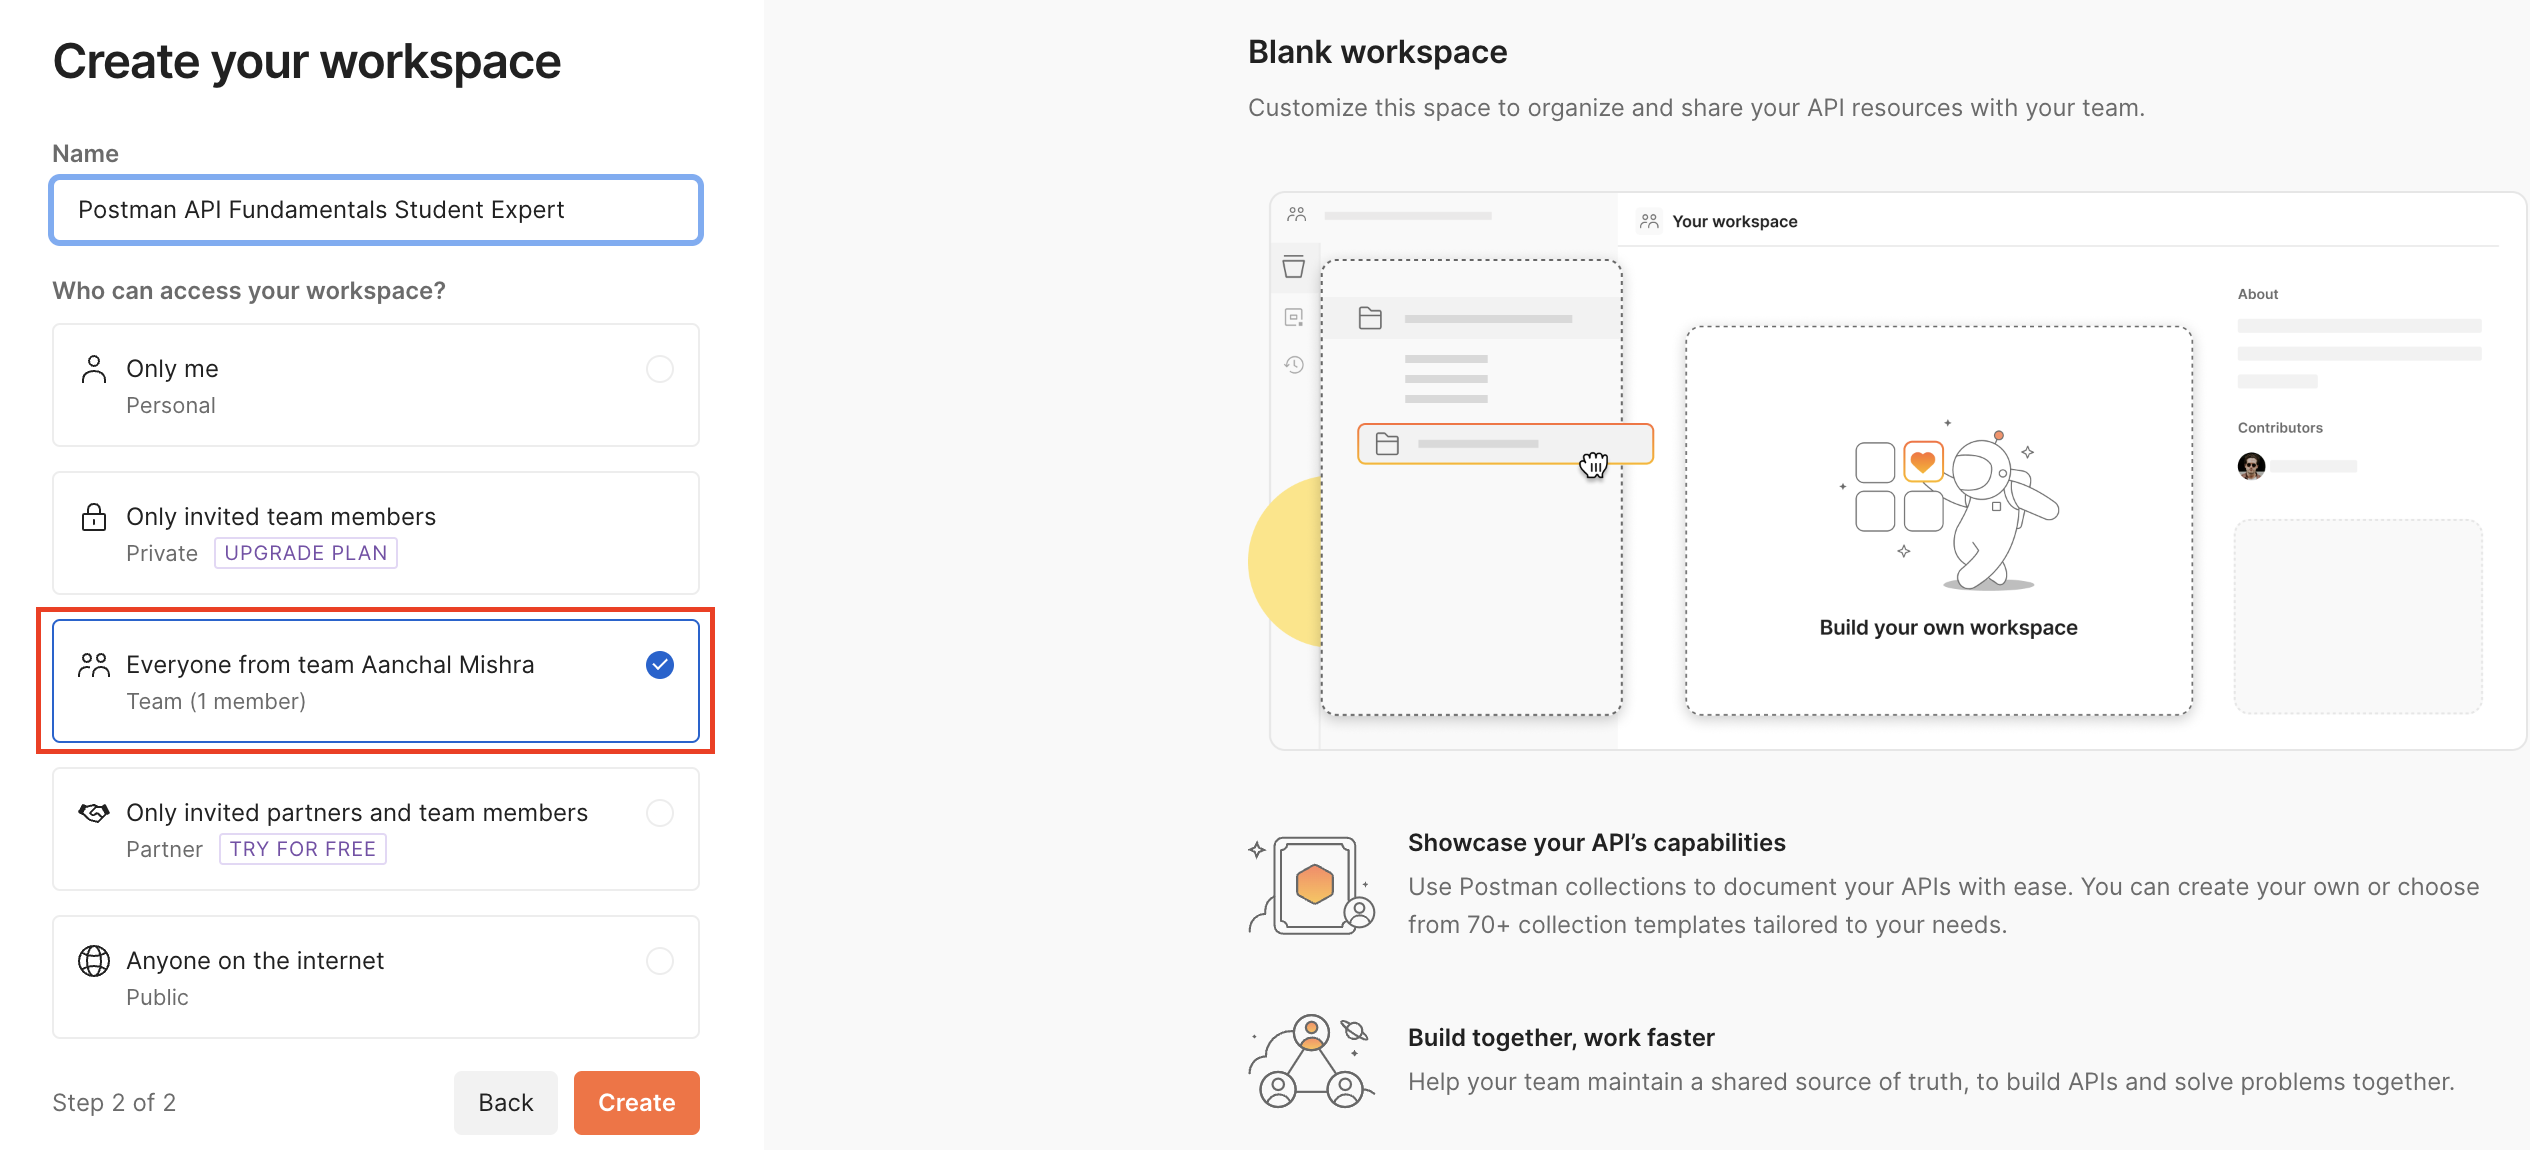 Create your workspace
Name
Postman API Fundamentals Student Expert
Who can access your workspace?
Only me
Personal
Only invited team members
Private UPGRADE PLAN
Everyone from team Aanchal Mishra
Team (1 member)
Only invited partners and team members
Partner TRY FOR FREE
Anyone on the internet
Public
Step 2 of 2
Back
Create
Blank workspace
Customize this space to organize and share your API resources with your team.
Your workspace
About
Contributors
Build your own workspace
Showcase your API’s capabilities
Use Postman collections to document your APIs with ease. You can create your own or choose
from 70+ collection templates tailored to your needs.
Build together, work faster
Help your team maintain a shared source of truth, to build APIs and solve problems together.